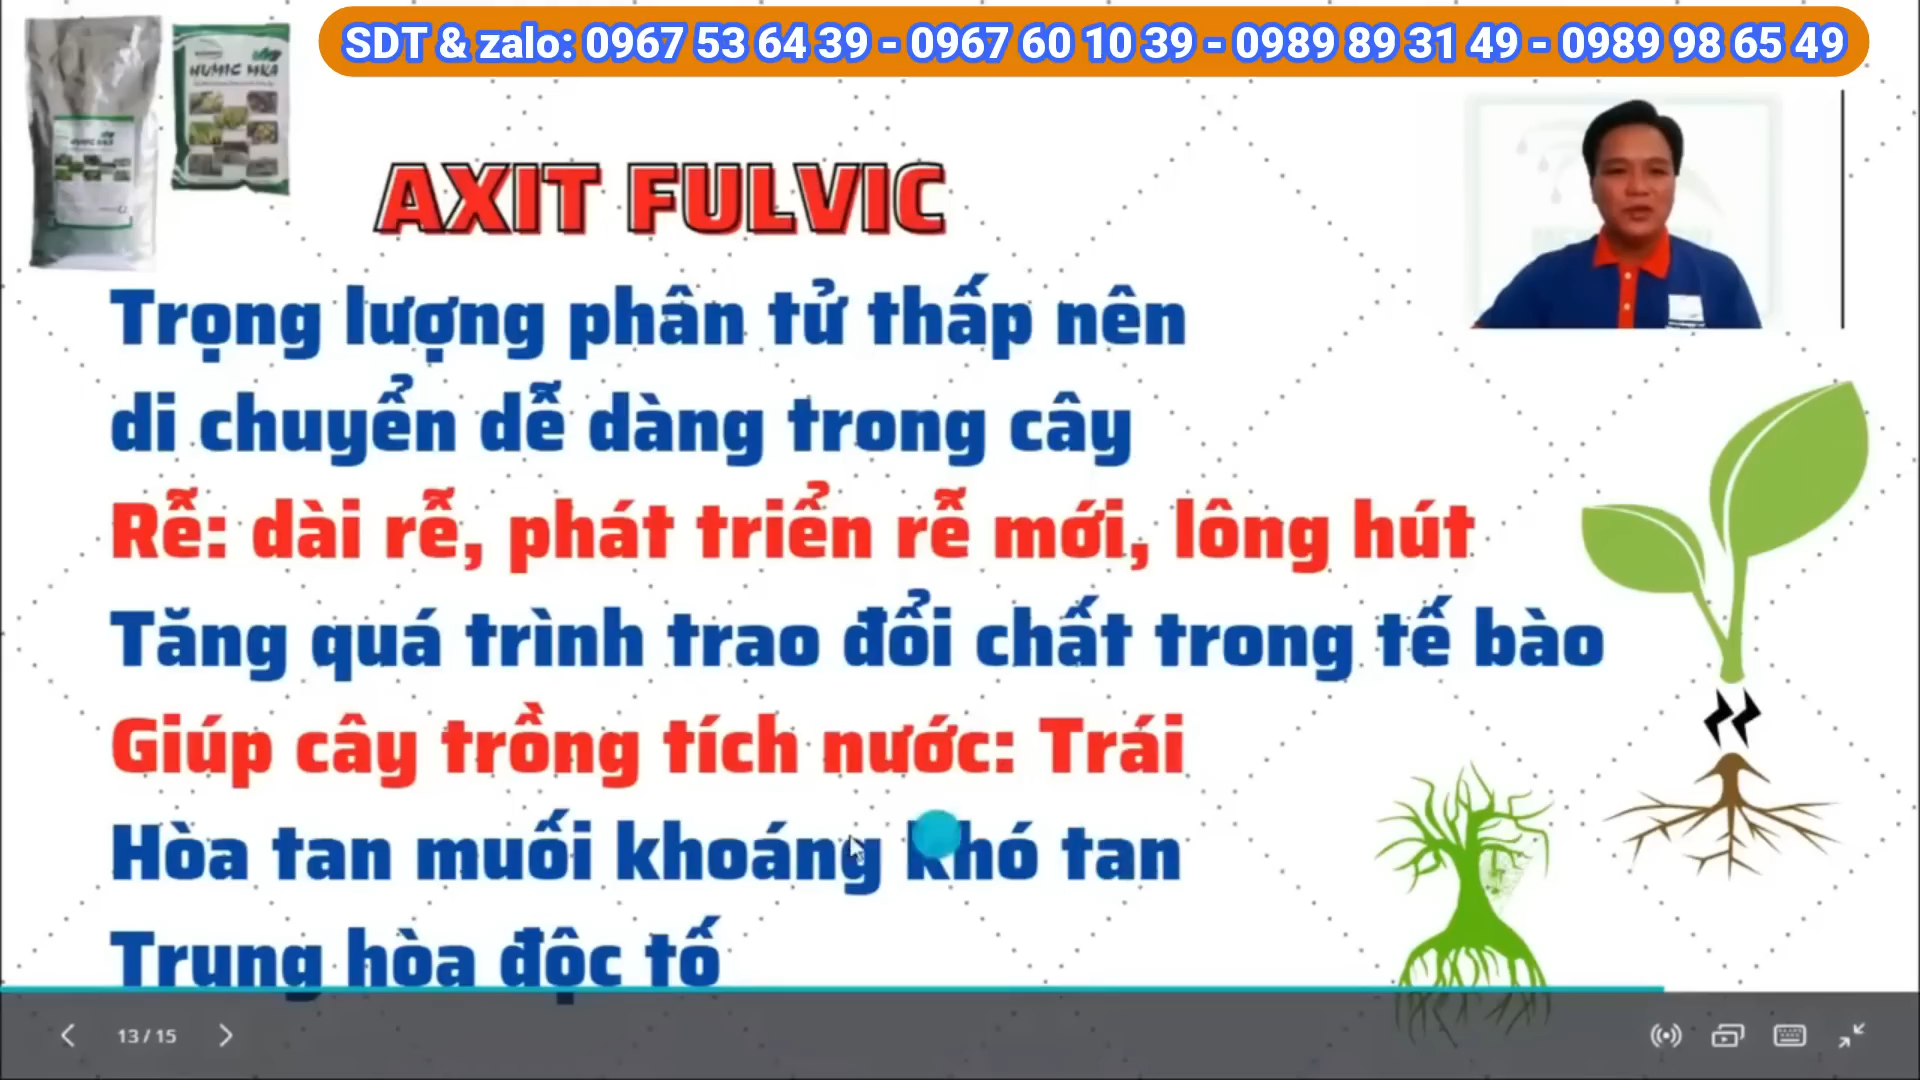 SDT & zalo: 0967 53 64 39 - 0967 60 10 39 - 0989 89 31 49 - 0989 98 65 49
HUMIC MKA
AXIT FULVIC
Trọng lượng phân tử thấp nên
di chuyển dễ dàng trong cây
Rễ: dài rễ, phát triển rễ mới, lông hút
Tăng quá trình trao đổi chất trong tế bào
Giúp cây trồng tích nước: Trái
Hòa tan muối khoáng khó tan
Trung hòa độc tố
13 / 15